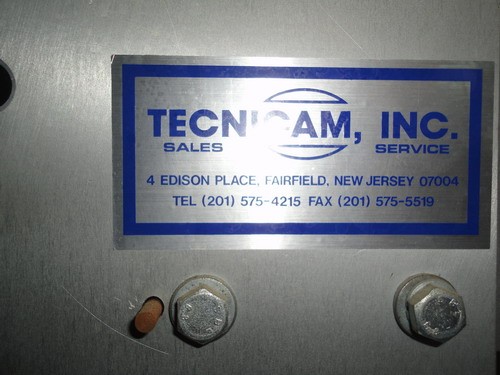 TECNICAM, INC.
SALES SERVICE
4 EDISON PLACE, FAIRFIELD, NEW JERSEY 07004
TEL (201) 575-4215 FAX (201) 575-5519